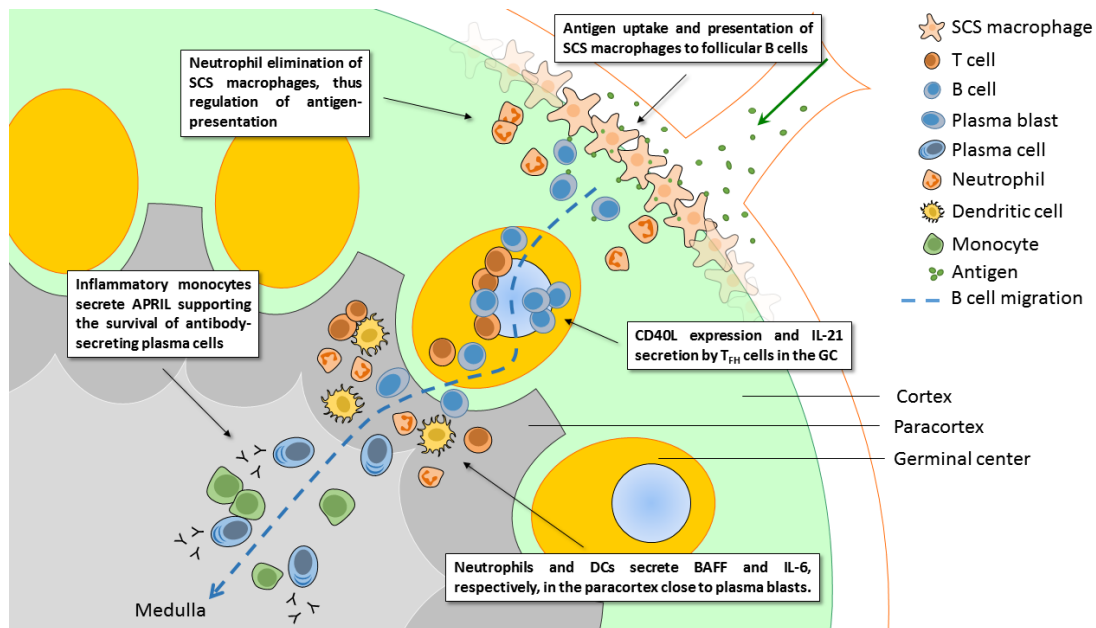 Antigen uptake and presentation of
SCS macrophages to follicular B cells
Neutrophil elimination of
SCS macrophages, thus
regulation of antigen-
presentation
Inflammatory monocytes
secrete APRIL supporting
the survival of antibody-
secreting plasma cells
CD40L expression and IL-21
secretion by TFH cells in the GC
Neutrophils and DCs secrete BAFF and IL-6,
respectively, in the paracortex close to plasma blasts.
Medulla
SCS macrophage
T cell
B cell
Plasma blast
Plasma cell
Neutrophil
Dendritic cell
Monocyte
Antigen
B cell migration
Cortex
Paracortex
Germinal center